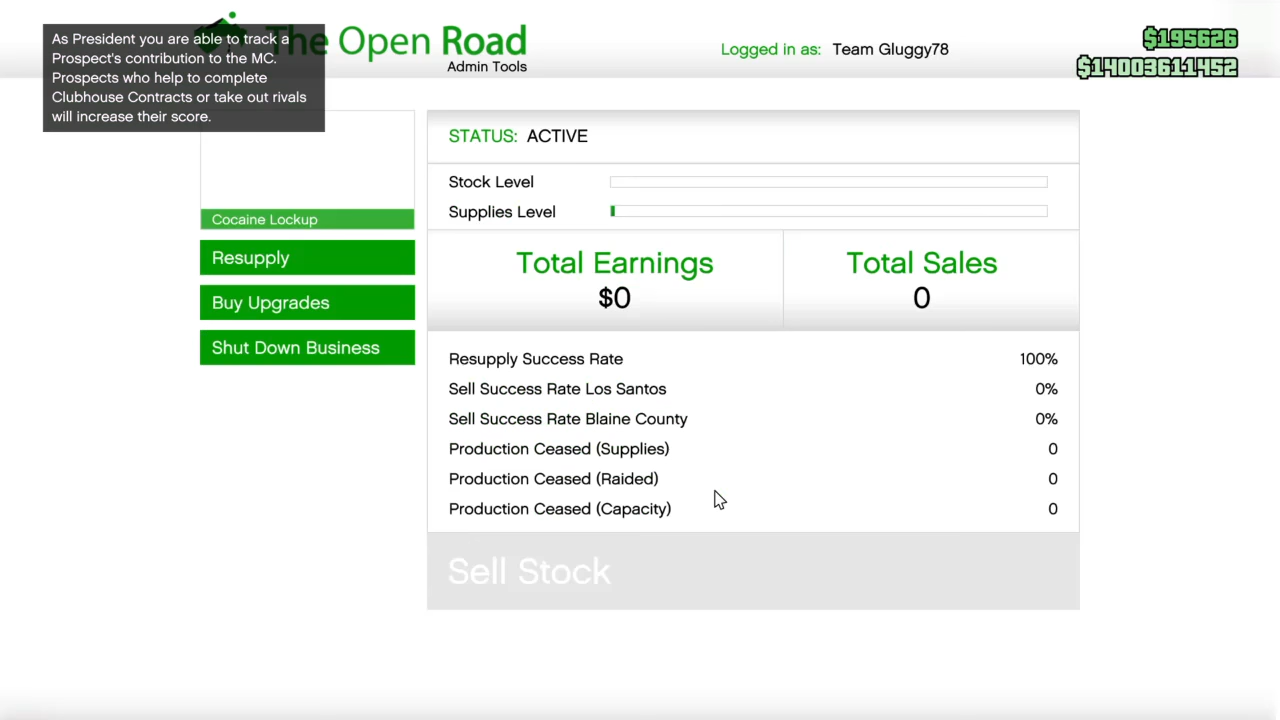 As President you are able to track a
Prospect's contribution to the MC.
Prospects who help to complete
Clubhouse Contracts or take out rivals
will increase their score.
The Open Road
Admin Tools
Logged in as: Team Gluggy78
$195626
$14003611452
Cocaine Lockup
Resupply
Buy Upgrades
Shut Down Business
STATUS: ACTIVE
Stock Level
Supplies Level
Total Earnings
$0
Total Sales
0
Resupply Success Rate 100%
Sell Success Rate Los Santos 0%
Sell Success Rate Blaine County 0%
Production Ceased (Supplies) 0
Production Ceased (Raided) 0
Production Ceased (Capacity) 0
Sell Stock